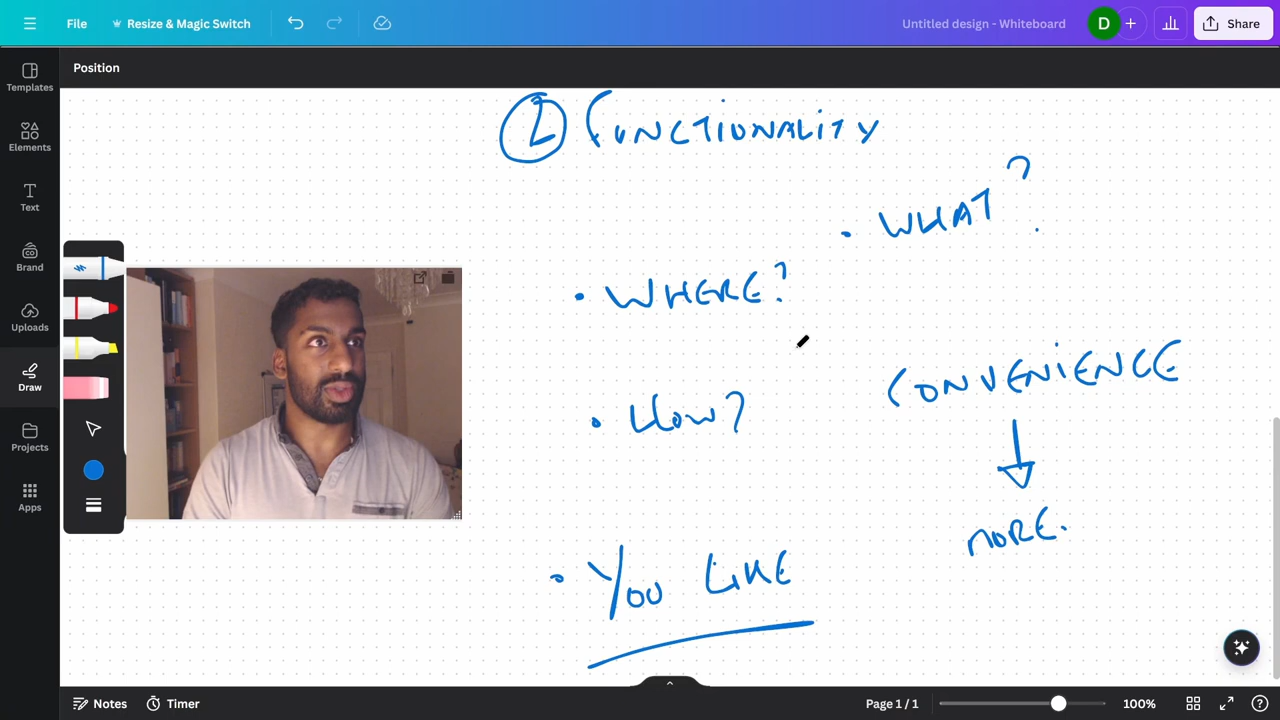 File
Resize & Magic Switch
Untitled design - Whiteboard
D
+
Share
Position
Templates
Elements
Text
Brand
Uploads
Draw
Projects
Apps
2 FUNCTIONALITY
• WHAT?
• WHERE?
CONVENIENCE
• How?
MORE.
• YOU LIKE
Notes
Timer
Page 1 / 1
100%